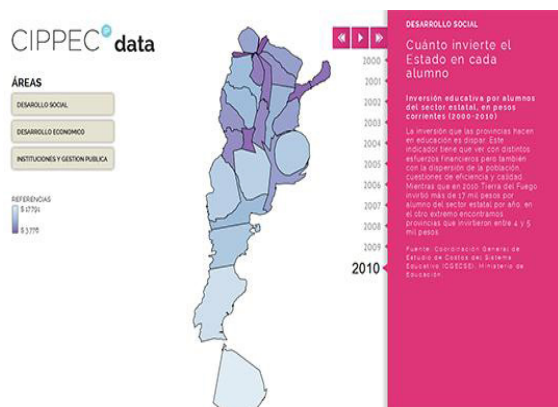 CIPPEC data
ÁREAS
DESAROLLO SOCIAL
DESARROLLO ECONOMICO
INSTITUCIONES Y GESTION PUBLICA
REFERENCIAS
$ 17791
$ 3776
2000
2001
2002
2003
2004
2005
2006
2007
2008
2009
2010
DESARROLLO SOCIAL
Cuánto invierte el
Estado en cada
alumno
Inversión educativa por alumnos
del sector estatal, en pesos
corrientes (2000-2010)
La inversión que las provincias hacen
en educación es dispar. Este
indicador tiene que ver con distintos
esfuerzos financieros pero también
con la dispersión de la población,
cuestiones de eficiencia y calidad.
Mientras que en 2010 Tierra del Fuego
invirtió más de 17 mil pesos por
alumno del sector estatal por año, en
el otro extremo encontramos
provincias que invirtieron entre 4 y 5
mil pesos.
Fuente: Coordinación General de
Estudio de Costos del Sistema
Educativo (CGECSE), Ministerio de
Educación.